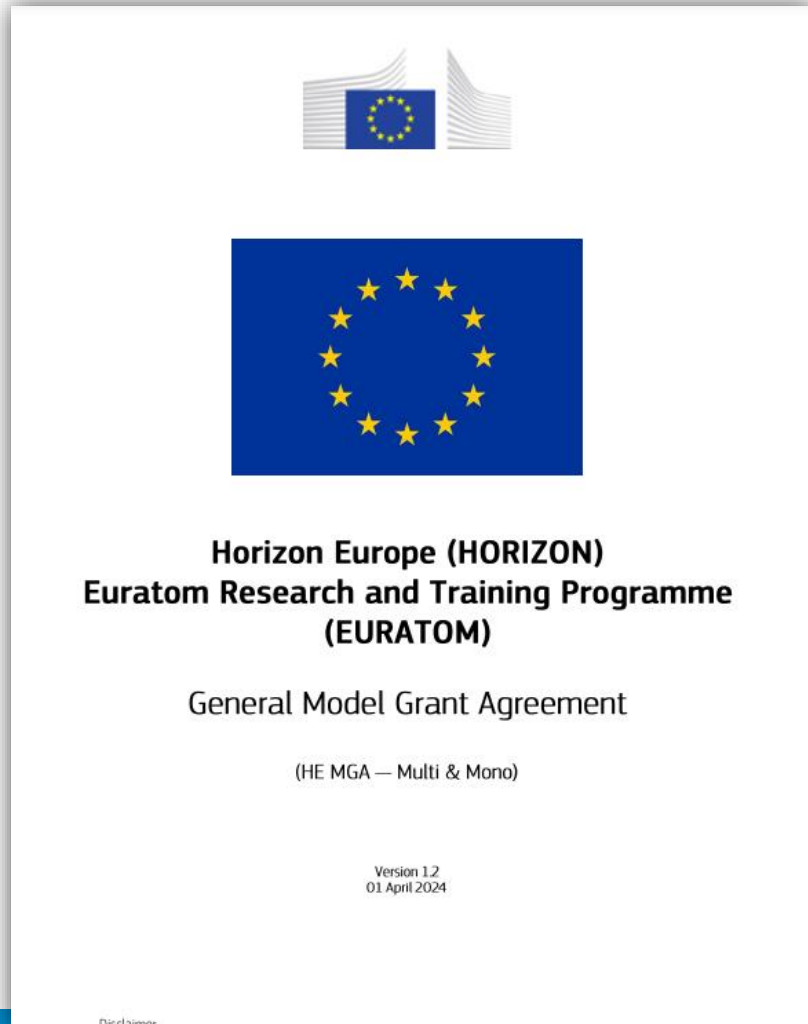 Horizon Europe (HORIZON)
Euratom Research and Training Programme
(EURATOM)
General Model Grant Agreement
(HE MGA — Multi & Mono)
Version 1.2
01 April 2024
Disclaimer